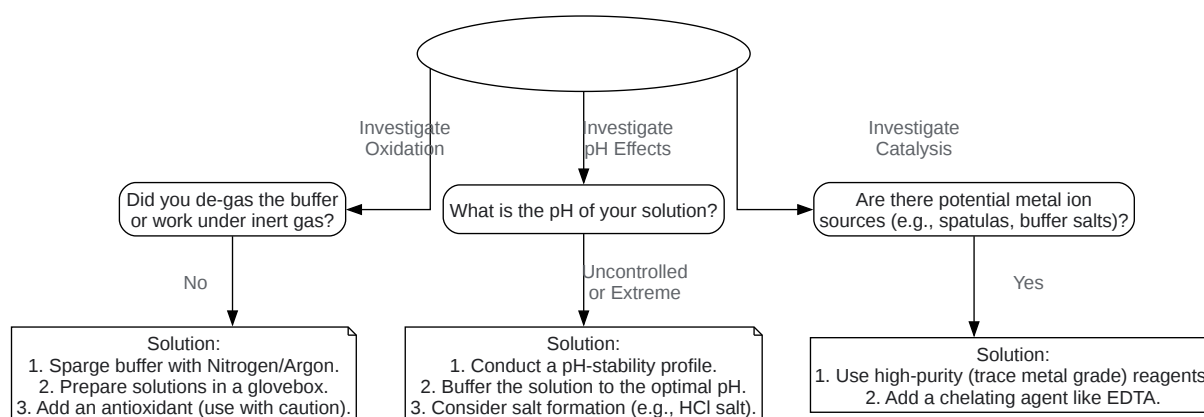 Investigate
Oxidation
Investigate
pH Effects
Investigate
Catalysis
Did you de-gas the buffer
or work under inert gas?
What is the pH of your solution?
Are there potential metal ion
sources (e.g., spatulas, buffer salts)?
No
Uncontrolled
or Extreme
Yes
Solution:
1. Sparge buffer with Nitrogen/Argon.
2. Prepare solutions in a glovebox.
3. Add an antioxidant (use with caution).
Solution:
1. Conduct a pH-stability profile.
2. Buffer the solution to the optimal pH.
3. Consider salt formation (e.g., HCl salt).
Solution:
1. Use high-purity (trace metal grade) reagents
2. Add a chelating agent like EDTA.